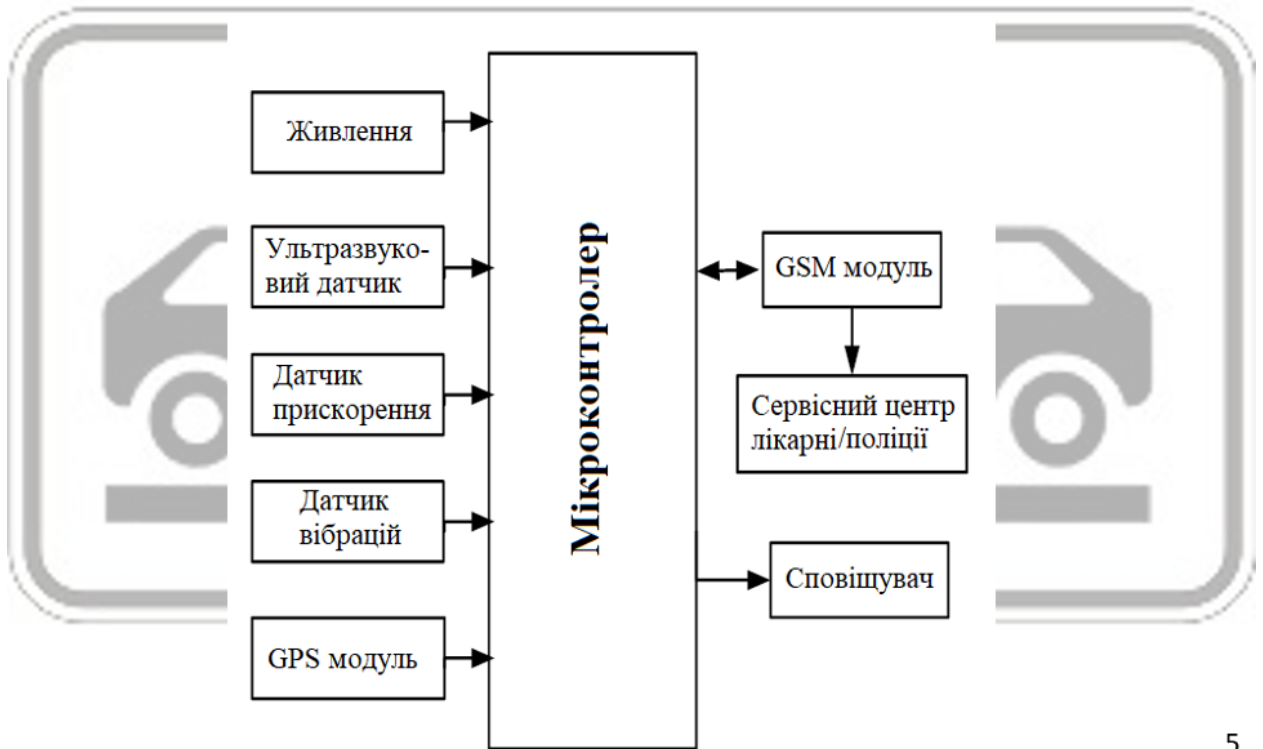 Живлення
Ультразвуко-
вий датчик
Датчик
прискорення
Датчик
вібрацій
GPS модуль
Мікроконтролер
GSM модуль
Сервісний центр
лікарні/поліції
Сповіщувач
5